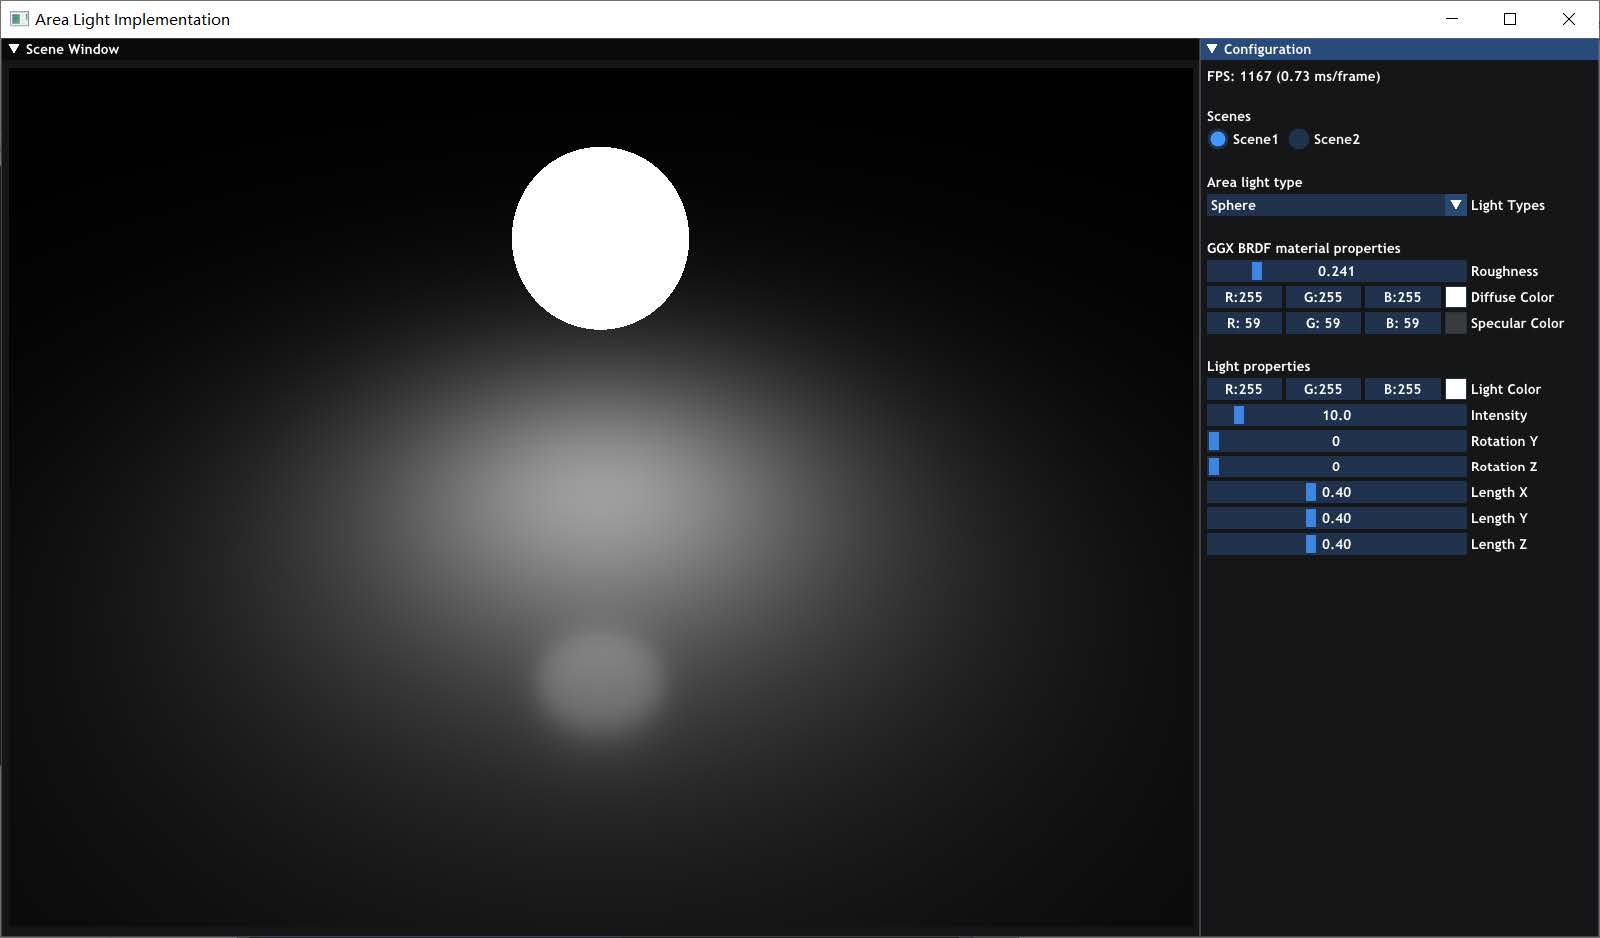 Area Light Implementation
Scene Window
Configuration
FPS: 1167 (0.73 ms/frame)
Scenes
Scene1 Scene2
Area light type
Sphere Light Types
GGX BRDF material properties
0.241 Roughness
R:255 G:255 B:255 Diffuse Color
R: 59 G: 59 B: 59 Specular Color
Light properties
R:255 G:255 B:255 Light Color
10.0 Intensity
0 Rotation Y
0 Rotation Z
0.40 Length X
0.40 Length Y
0.40 Length Z